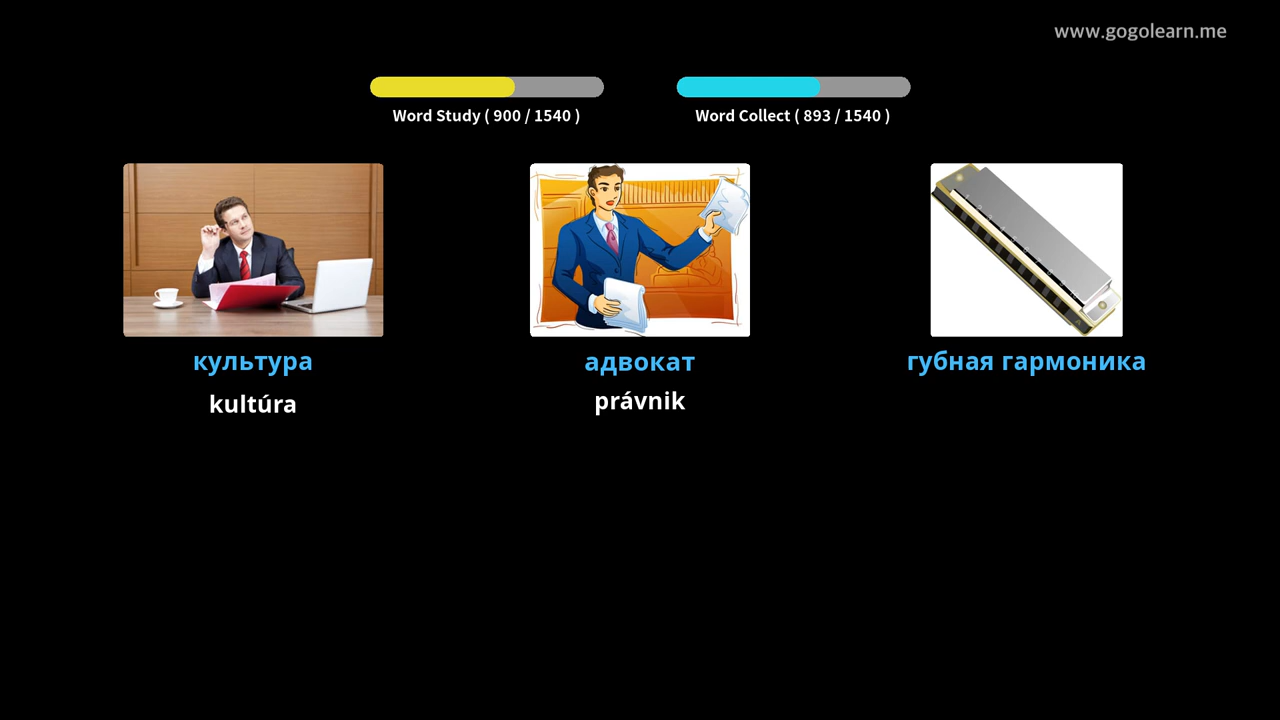 www.gogolearn.me
Word Study ( 900 / 1540 )
Word Collect ( 893 / 1540 )
культура
адвокат
губная гармоника
kultúra
právnik